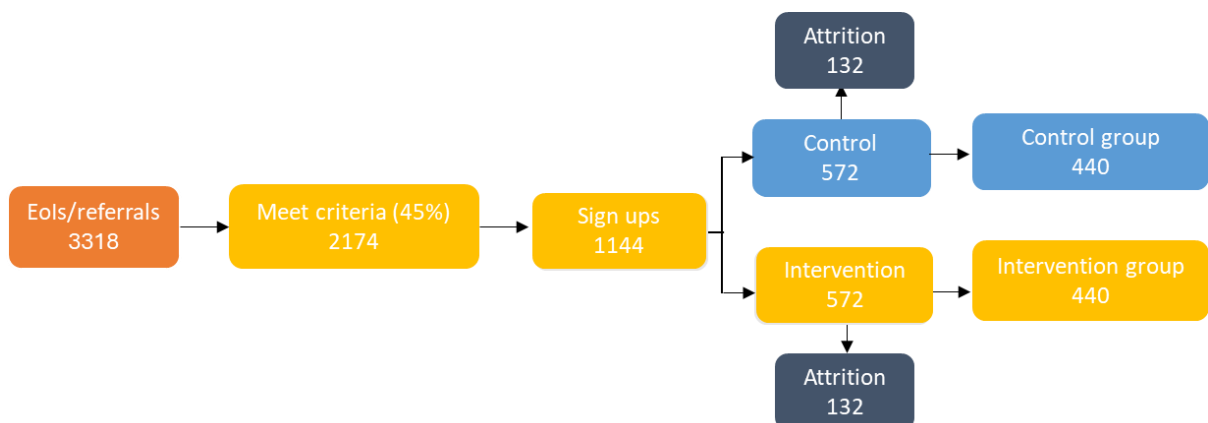 Attrition
132
Control
572
Control group
440
EoIs/referrals
3318
Meet criteria (45%)
2174
Sign ups
1144
Intervention
572
Intervention group
440
Attrition
132